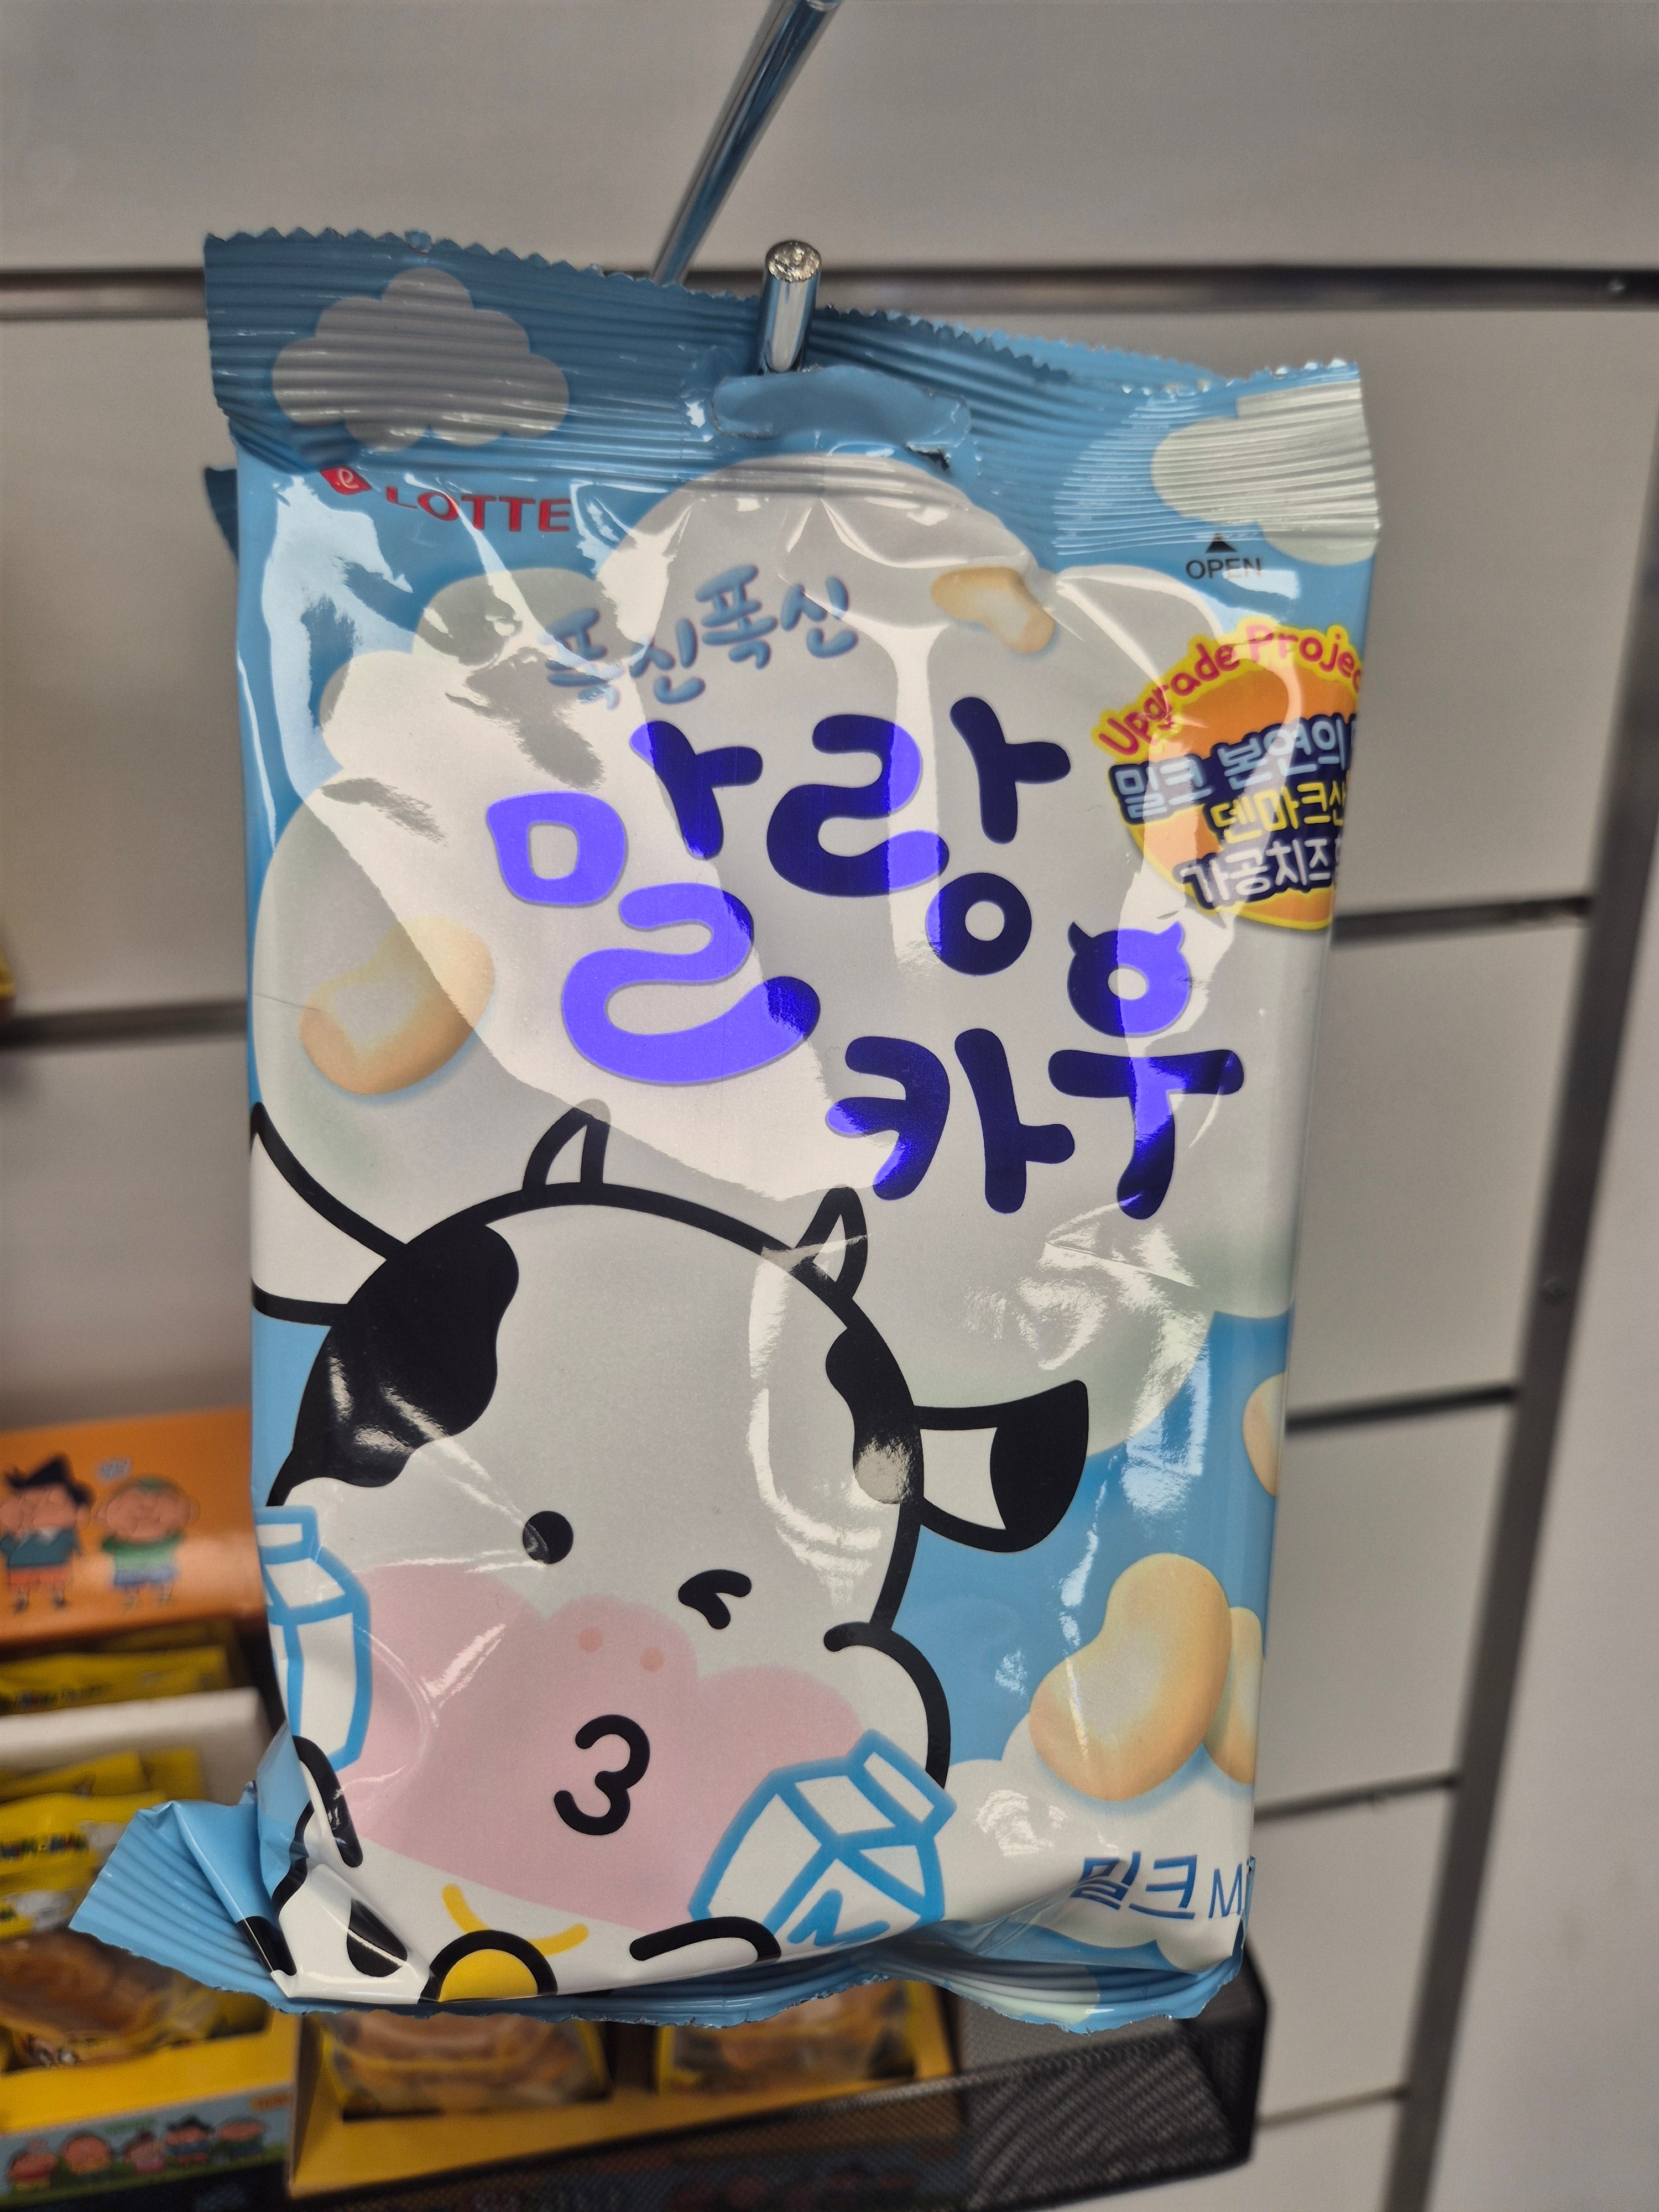 LOTTE
OPEN
폭신폭신
말랑
카우
Upgrade Projec
밀크 본연의
덴마크산
가공치즈
밀크 M